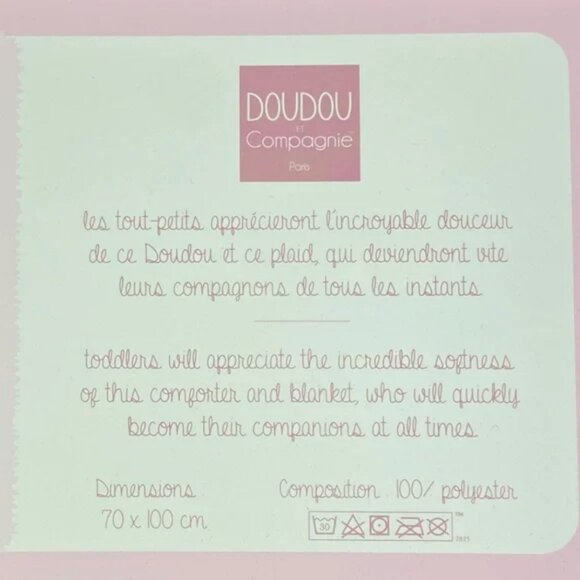 DOUDOU
ET
Compagnie™
Paris
les tout-petits apprécieront l'incroyable douceur
de ce Doudou et ce plaid, qui deviendront vite
leurs compagnons de tous les instants
toddlers will appreciate the incredible softness
of this comforter and blanket, who will quickly
become their companions at all times
Dimensions
70 x 100 cm
Composition : 100% polyester
30
TM